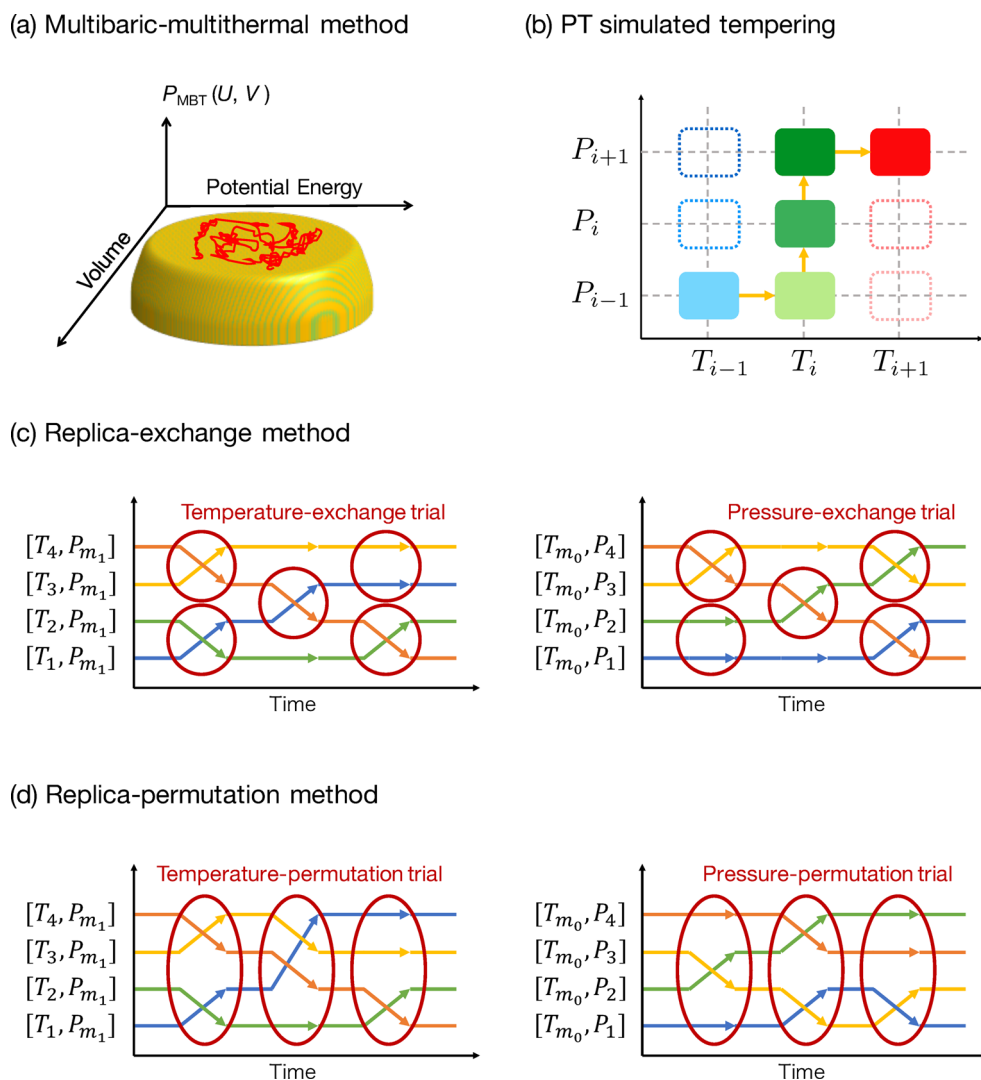 (a) Multibaric-multithermal method
P_MBT (U, V)
Potential Energy
Volume
(b) PT simulated tempering
P_{i+1}
P_i
P_{i−1}
T_{i−1} T_i T_{i+1}
(c) Replica-exchange method
Temperature-exchange trial
[T_4, P_{m_1}]
[T_3, P_{m_1}]
[T_2, P_{m_1}]
[T_1, P_{m_1}]
Time
Pressure-exchange trial
[T_{m_0}, P_4]
[T_{m_0}, P_3]
[T_{m_0}, P_2]
[T_{m_0}, P_1]
Time
(d) Replica-permutation method
Temperature-permutation trial
[T_4, P_{m_1}]
[T_3, P_{m_1}]
[T_2, P_{m_1}]
[T_1, P_{m_1}]
Time
Pressure-permutation trial
[T_{m_0}, P_4]
[T_{m_0}, P_3]
[T_{m_0}, P_2]
[T_{m_0}, P_1]
Time